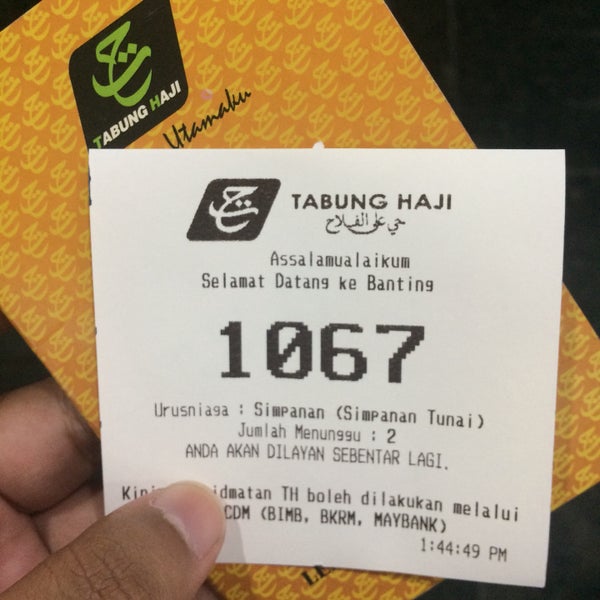 TABUNG HAJI
Utamaku
TABUNG HAJI
حي على الفلاح
Assalamualaikum
Selamat Datang ke Banting
1067
Urusniaga : Simpanan (Simpanan Tunai)
Jumlah Menunggu : 2
ANDA AKAN DILAYAN SEBENTAR LAGI.
TH boleh dilakukan melalui
CDM (BIMB, BKRM, MAYBANK)
1:44:49 PM